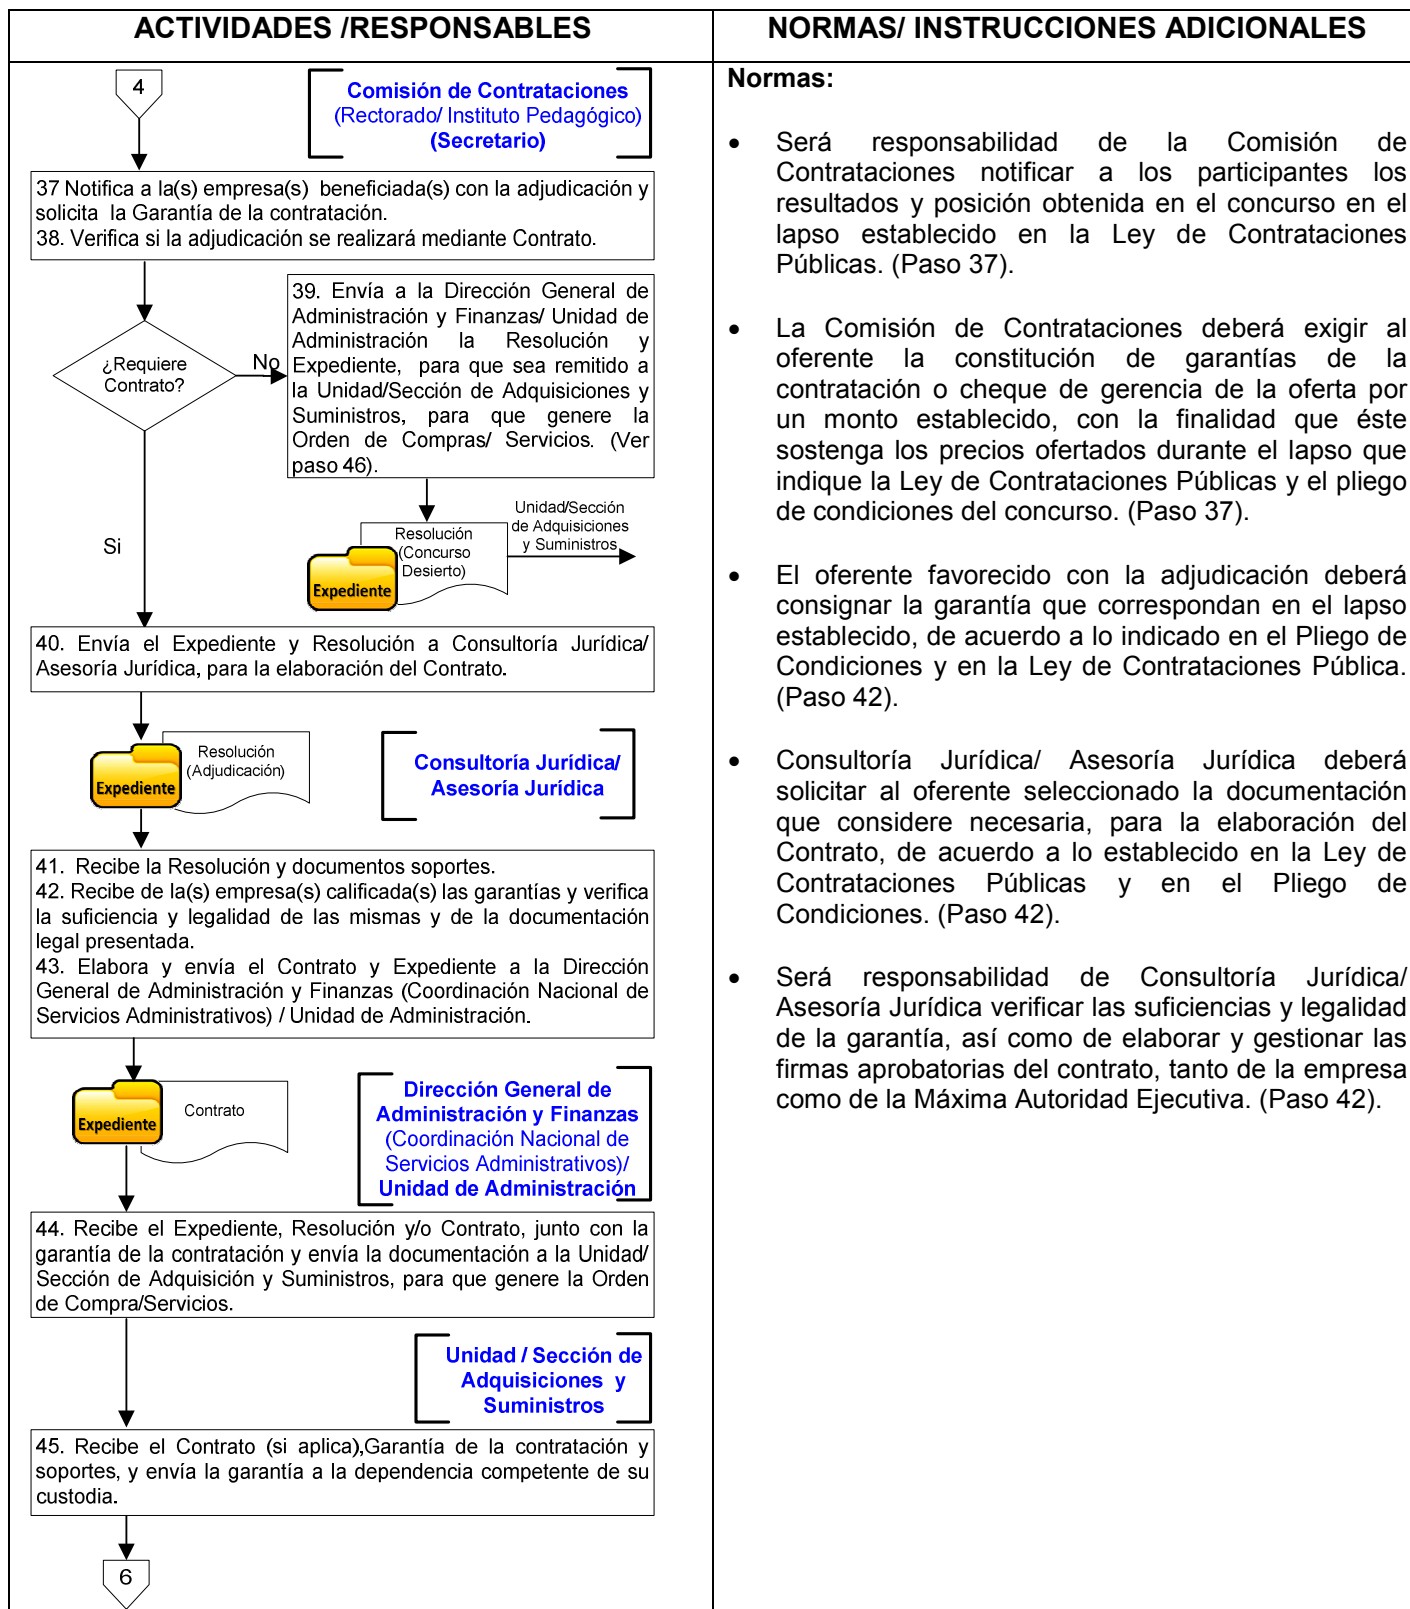 ACTIVIDADES /RESPONSABLES
NORMAS/ INSTRUCCIONES ADICIONALES
4
Comisión de Contrataciones
(Rectorado/ Instituto Pedagógico)
(Secretario)
37 Notifica a la(s) empresa(s) beneficiada(s) con la adjudicación y
solicita la Garantía de la contratación.
38. Verifica si la adjudicación se realizará mediante Contrato.
¿Requiere
Contrato?
No
39. Envía a la Dirección General de
Administración y Finanzas/ Unidad de
Administración la Resolución y
Expediente, para que sea remitido a
la Unidad/Sección de Adquisiciones y
Suministros, para que genere la
Orden de Compras/ Servicios. (Ver
paso 46).
Si
Resolución
(Concurso
Desierto)
Expediente
Unidad/Sección
de Adquisiciones
y Suministros
40. Envía el Expediente y Resolución a Consultoría Jurídica/
Asesoría Jurídica, para la elaboración del Contrato.
Resolución
(Adjudicación)
Expediente
Consultoría Jurídica/
Asesoría Jurídica
41. Recibe la Resolución y documentos soportes.
42. Recibe de la(s) empresa(s) calificada(s) las garantías y verifica
la suficiencia y legalidad de las mismas y de la documentación
legal presentada.
43. Elabora y envía el Contrato y Expediente a la Dirección
General de Administración y Finanzas (Coordinación Nacional de
Servicios Administrativos) / Unidad de Administración.
Expediente
Contrato
Dirección General de
Administración y Finanzas
(Coordinación Nacional de
Servicios Administrativos)/
Unidad de Administración
44. Recibe el Expediente, Resolución y/o Contrato, junto con la
garantía de la contratación y envía la documentación a la Unidad/
Sección de Adquisición y Suministros, para que genere la Orden
de Compra/Servicios.
Unidad / Sección de
Adquisiciones y
Suministros
45. Recibe el Contrato (si aplica),Garantía de la contratación y
soportes, y envía la garantía a la dependencia competente de su
custodia.
6
Normas:
• Será responsabilidad de la Comisión de
Contrataciones notificar a los participantes los
resultados y posición obtenida en el concurso en el
lapso establecido en la Ley de Contrataciones
Públicas. (Paso 37).
• La Comisión de Contrataciones deberá exigir al
oferente la constitución de garantías de la
contratación o cheque de gerencia de la oferta por
un monto establecido, con la finalidad que éste
sostenga los precios ofertados durante el lapso que
indique la Ley de Contrataciones Públicas y el pliego
de condiciones del concurso. (Paso 37).
• El oferente favorecido con la adjudicación deberá
consignar la garantía que correspondan en el lapso
establecido, de acuerdo a lo indicado en el Pliego de
Condiciones y en la Ley de Contrataciones Pública.
(Paso 42).
• Consultoría Jurídica/ Asesoría Jurídica deberá
solicitar al oferente seleccionado la documentación
que considere necesaria, para la elaboración del
Contrato, de acuerdo a lo establecido en la Ley de
Contrataciones Públicas y en el Pliego de
Condiciones. (Paso 42).
• Será responsabilidad de Consultoría Jurídica/
Asesoría Jurídica verificar las suficiencias y legalidad
de la garantía, así como de elaborar y gestionar las
firmas aprobatorias del contrato, tanto de la empresa
como de la Máxima Autoridad Ejecutiva. (Paso 42).